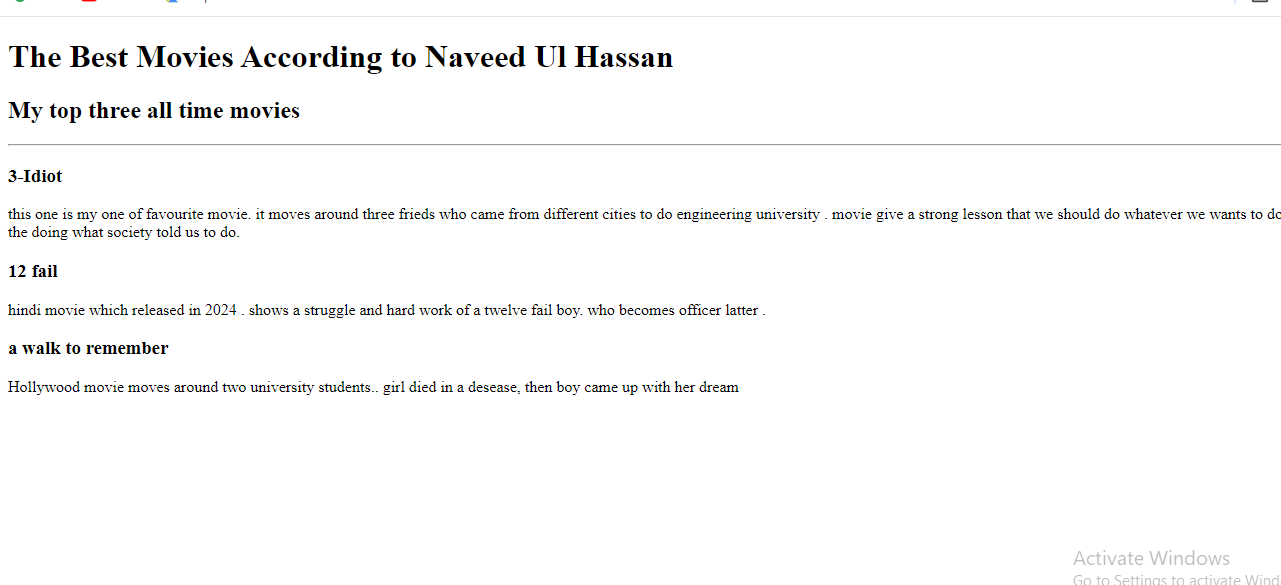 The Best Movies According to Naveed Ul Hassan
My top three all time movies
3-Idiot
this one is my one of favourite movie. it moves around three frieds who came from different cities to do engineering university . movie give a strong lesson that we should do whatever we wants to do
the doing what society told us to do.
12 fail
hindi movie which released in 2024 . shows a struggle and hard work of a twelve fail boy. who becomes officer latter .
a walk to remember
Hollywood movie moves around two university students.. girl died in a desease, then boy came up with her dream
Activate Windows
Go to Settings to activate Wind